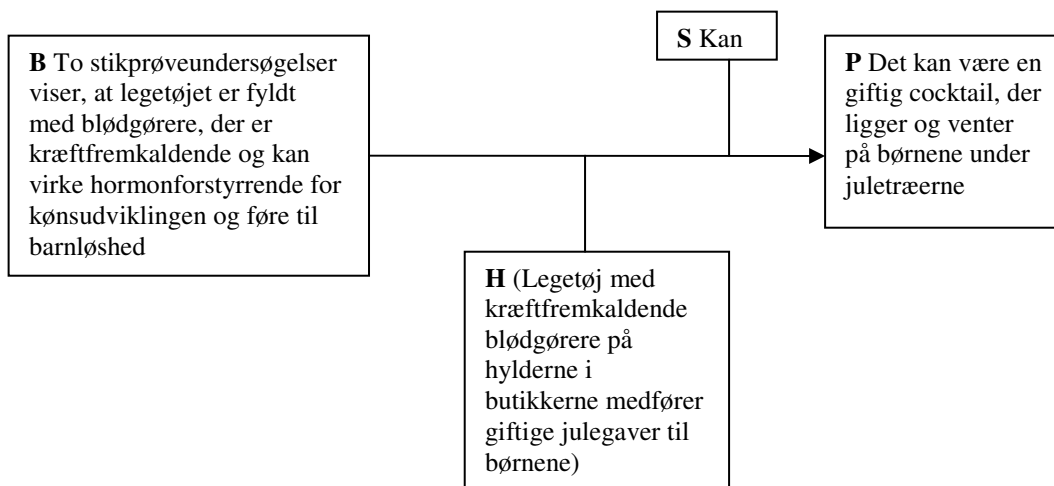 B To stikprøveundersøgelser
viser, at legetøjet er fyldt
med blødgørere, der er
kræftfremkaldende og kan
virke hormonforstyrrende for
kønsudviklingen og føre til
barnløshed
S Kan
P Det kan være en
giftig cocktail, der
ligger og venter
på børnene under
juletræerne
H (Legetøj med
kræftfremkaldende
blødgørere på
hylderne i
butikkerne medfører
giftige julegaver til
børnene)